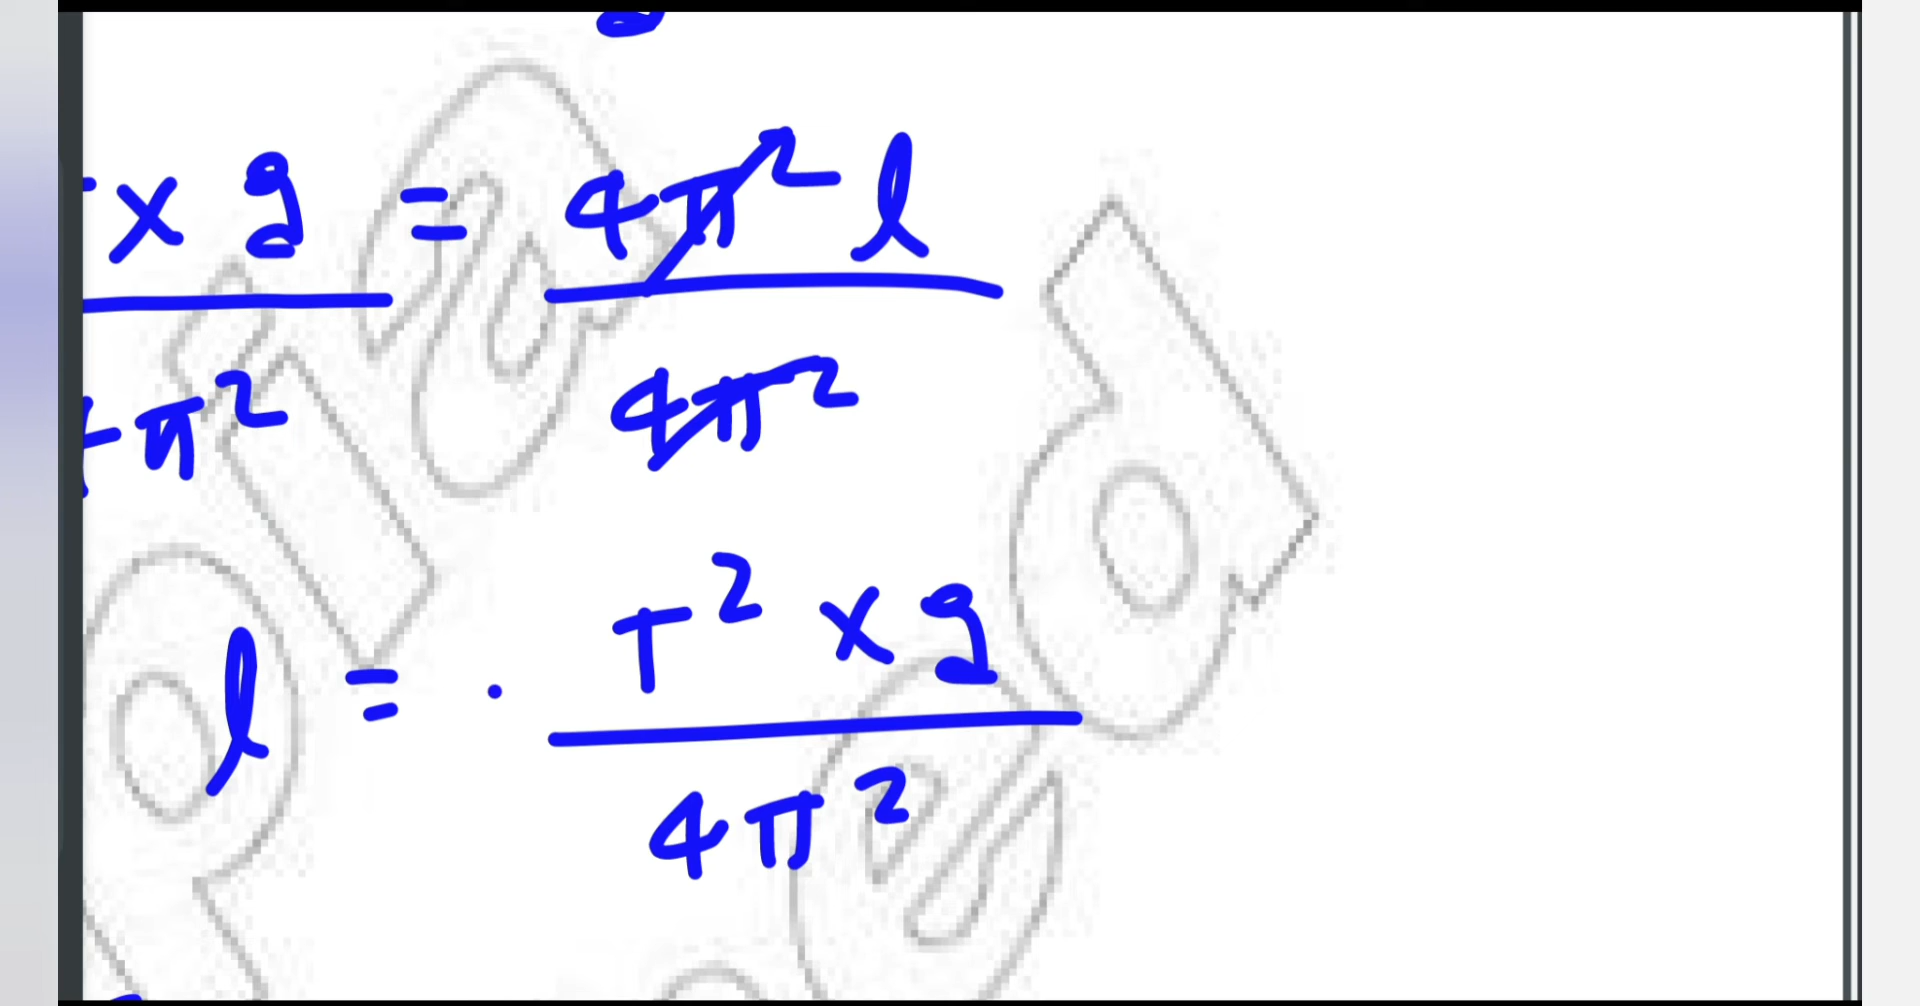 x g = 4π² l
4π² 4π²
l = . T² x g
4π²